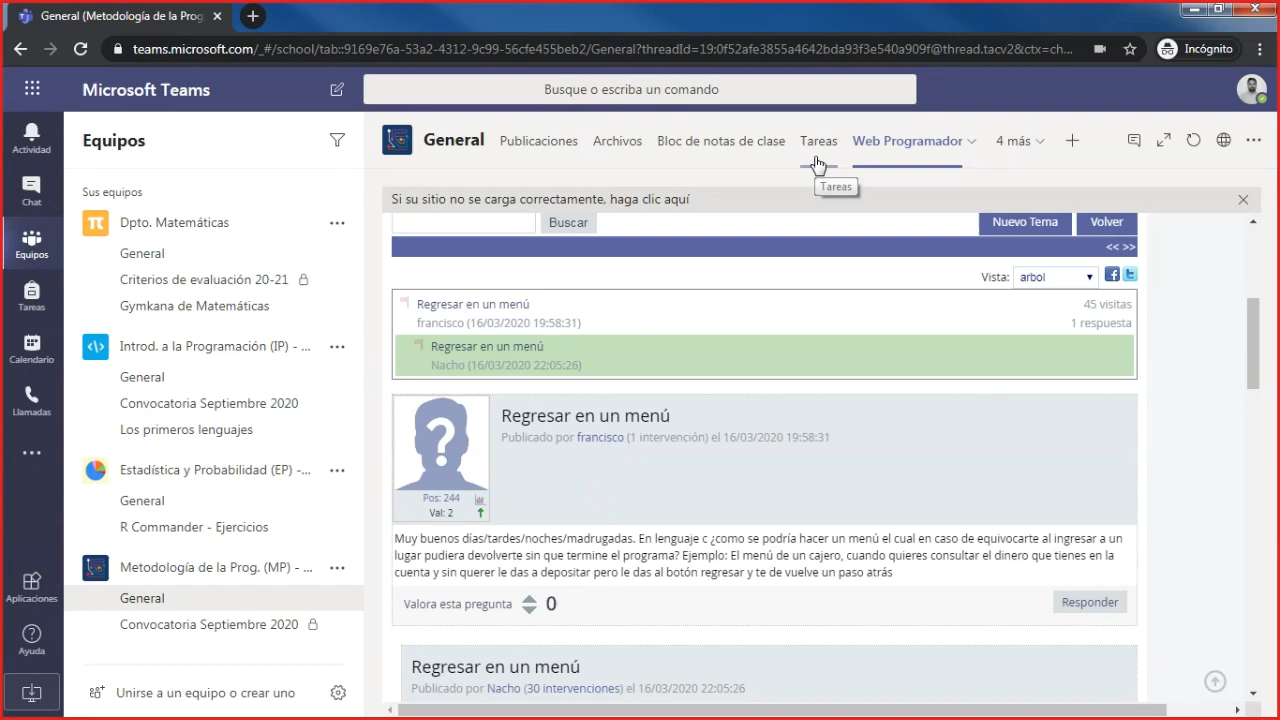 General (Metodología de la Prog
teams.microsoft.com/_#/school/tab::9169e76a-53a2-4312-9c99-56cfe455beb2/General?threadId=19:0f52afe3855a4642bda93f3e540a909f@thread.tacv2&ctx=ch...
Incógnito
Microsoft Teams
Busque o escriba un comando
Actividad
Chat
Equipos
Tareas
Calendario
Llamadas
Aplicaciones
Ayuda
Equipos
Sus equipos
Dpto. Matemáticas
General
Criterios de evaluación 20-21
Gymkana de Matemáticas
Introd. a la Programación (IP) - ...
General
Convocatoria Septiembre 2020
Los primeros lenguajes
Estadística y Probabilidad (EP) -...
General
R Commander - Ejercicios
Metodología de la Prog. (MP) - ...
General
Convocatoria Septiembre 2020
Unirse a un equipo o crear uno
General Publicaciones Archivos Bloc de notas de clase Tareas Web Programador 4 más
Tareas
Si su sitio no se carga correctamente, haga clic aquí
Buscar Nuevo Tema Volver
<< >>
Vista: arbol
Regresar en un menú 45 visitas
francisco (16/03/2020 19:58:31) 1 respuesta
Regresar en un menú
Nacho (16/03/2020 22:05:26)
Regresar en un menú
Publicado por francisco (1 intervención) el 16/03/2020 19:58:31
Pos: 244
Val: 2
Muy buenos días/tardes/noches/madrugadas. En lenguaje c ¿como se podría hacer un menú el cual en caso de equivocarte al ingresar a un
lugar pudiera devolverte sin que termine el programa? Ejemplo: El menú de un cajero, cuando quieres consultar el dinero que tienes en la
cuenta y sin querer le das a depositar pero le das al botón regresar y te de vuelve un paso atrás
Valora esta pregunta 0 Responder
Regresar en un menú
Publicado por Nacho (30 intervenciones) el 16/03/2020 22:05:26